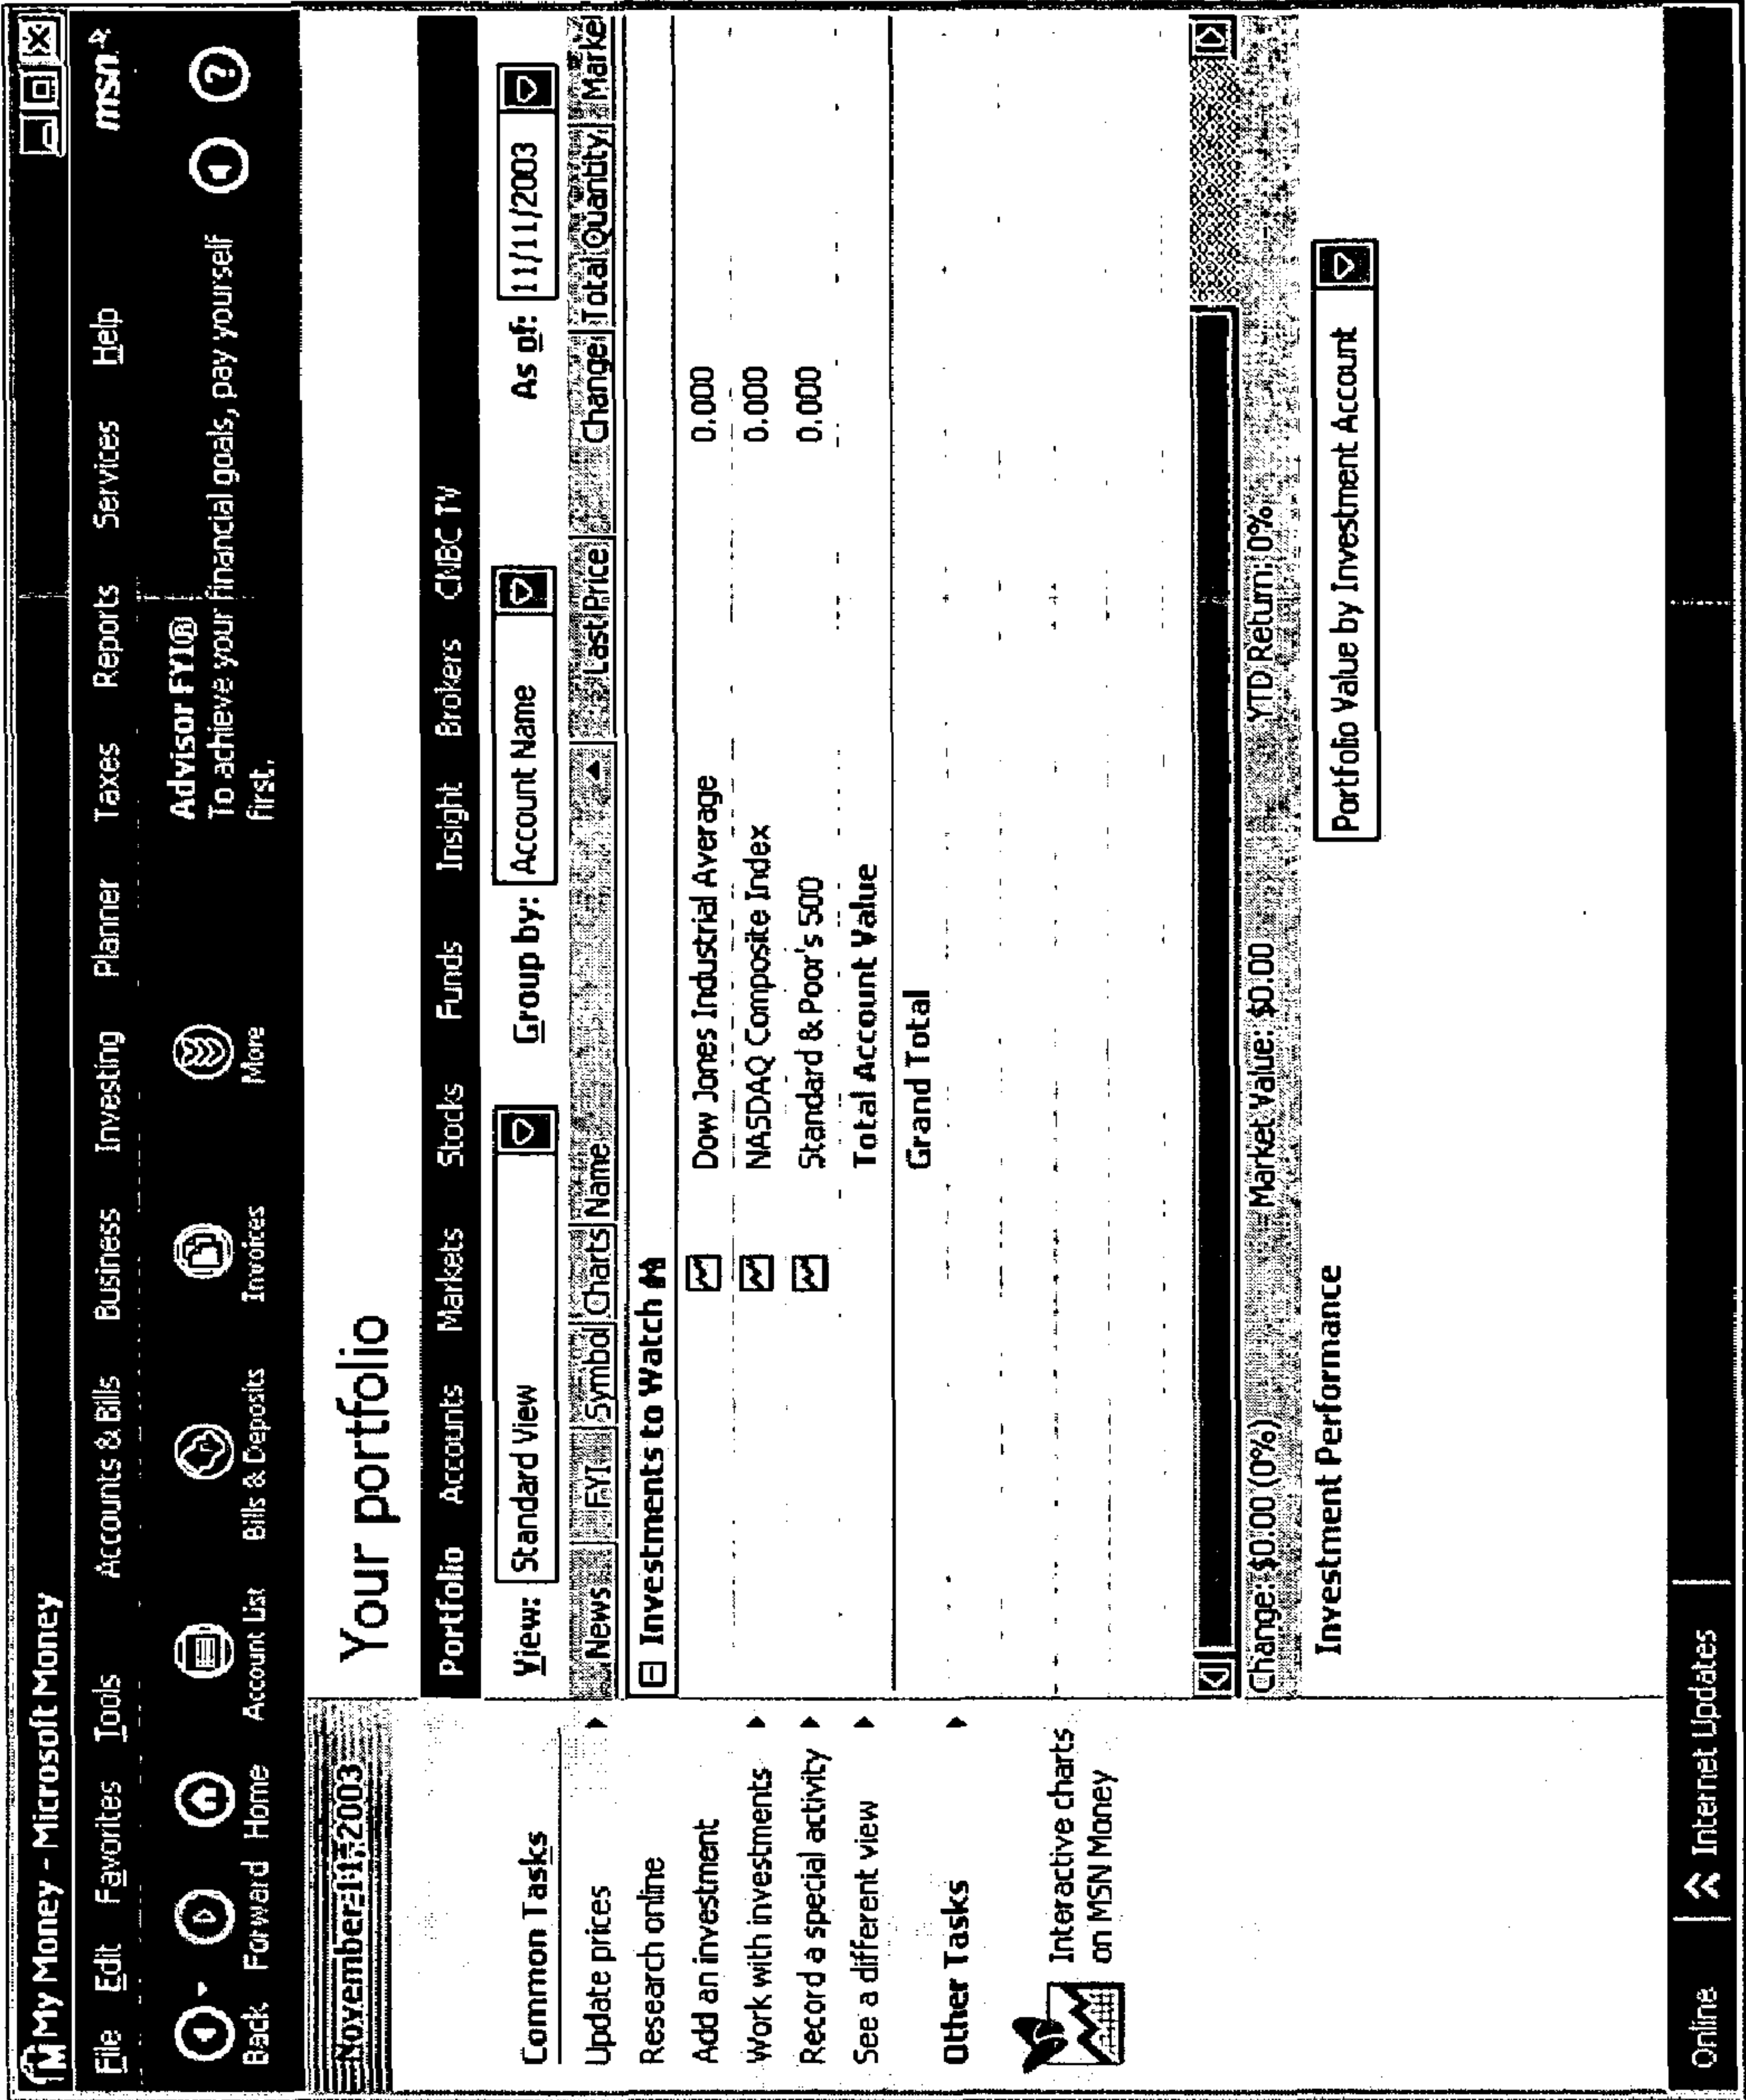 My Money - Microsoft Money
File Edit Favorites Tools Accounts & Bills Business Investing Planner Taxes Reports Services Help msn
Back Forward Home Account List Bills & Deposits Invoices More
Advisor FYI®
To achieve your financial goals, pay yourself
first.
November 11, 2003
Your portfolio
Common Tasks
Update prices
Research online
Add an investment
Work with investments
Record a special activity
See a different view
Other Tasks
Interactive charts
on MSN Money
Portfolio Accounts Markets Stocks Funds Insight Brokers CNBC TV
View: Standard View Group by: Account Name As of: 11/11/2003
News FYI Symbol Charts Name Last Price Change Total Quantity Marke
Investments to Watch
Dow Jones Industrial Average 0.000
NASDAQ Composite Index 0.000
Standard & Poor's 500 0.000
Total Account Value
Grand Total
Change: $0.00 (0%) Market Value: $0.00 YTD Return: 0%
Investment Performance Portfolio Value by Investment Account
Online Internet Updates